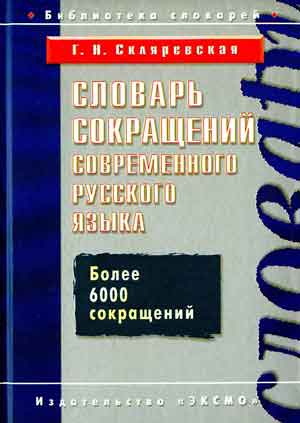 Библиотека словарей
Г. Н. Скляревская
СЛОВАРЬ
СОКРАЩЕНИЙ
СОВРЕМЕННОГО
РУССКОГО
ЯЗЫКА
Более
6000
сокращений
Издательство «ЭКСМО»
словарь